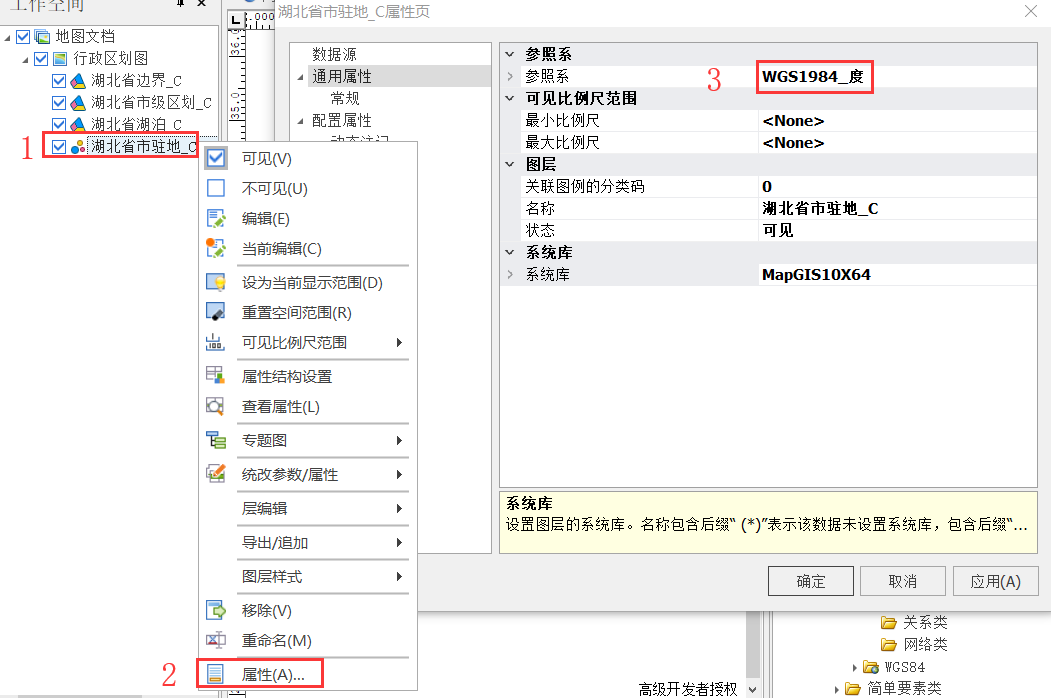 工作空间
地图文档
行政区划图
湖北省边界_C
湖北省市级区划_C
湖北省湖泊_C
1
湖北省市驻地_C
L
.000
36.0
35.0
可见(V)
不可见(U)
编辑(E)
当前编辑(C)
设为当前显示范围(D)
重置空间范围(R)
可见比例尺范围
属性结构设置
查看属性(L)
专题图
统改参数/属性
层编辑
导出/追加
图层样式
移除(V)
重命名(M)
2
属性(A)...
湖北省市驻地_C属性页
数据源
通用属性
常规
配置属性
动态注记
参照系
参照系
3
WGS1984_度
可见比例尺范围
最小比例尺
<None>
最大比例尺
<None>
图层
关联图例的分类码
0
名称
湖北省市驻地_C
状态
可见
系统库
系统库
MapGIS10X64
系统库
设置图层的系统库。名称包含后缀“ (*)”表示该数据未设置系统库，包含后缀“...
确定
取消
应用(A)
关系类
网络类
WGS84
简单要素类
高级开发者授权